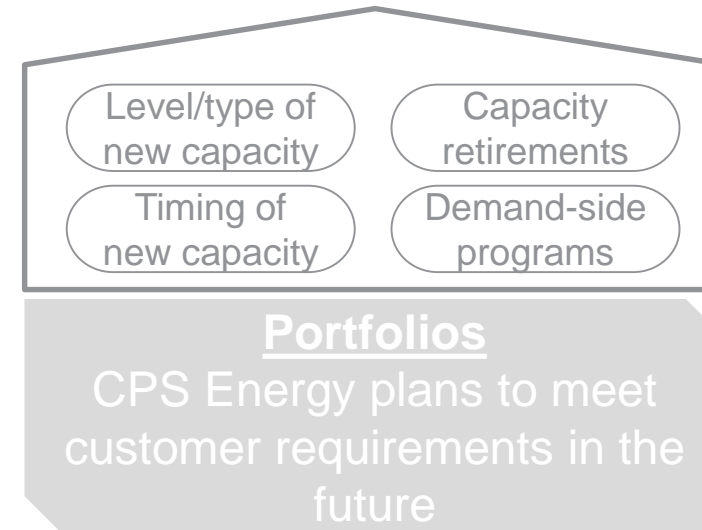 Level/type of
new capacity
Capacity
retirements
Timing of
new capacity
Demand-side
programs
Portfolios
CPS Energy plans to meet
customer requirements in the
future